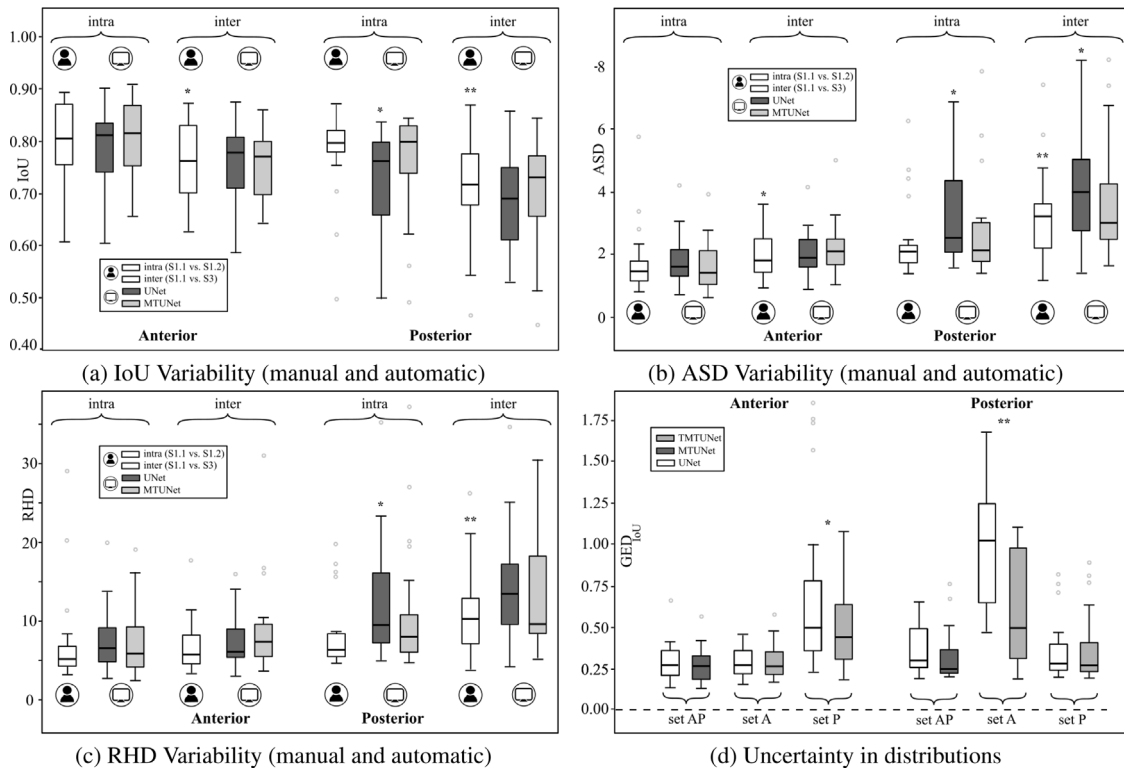 intra inter intra inter
1.00
0.90
0.80
0.70
0.60
0.50
0.40
IoU
* * **
intra (S1.1 vs. S1.2)
inter (S1.1 vs. S3)
UNet
MTUNet
Anterior Posterior
(a) IoU Variability (manual and automatic)
intra inter intra inter
-8
6
4
2
0
ASD
* * ** *
intra (S1.1 vs. S1.2)
inter (S1.1 vs. S3)
UNet
MTUNet
Anterior Posterior
(b) ASD Variability (manual and automatic)
intra inter intra inter
30
20
10
0
RHD
* **
intra (S1.1 vs. S1.2)
inter (S1.1 vs. S3)
UNet
MTUNet
Anterior Posterior
(c) RHD Variability (manual and automatic)
Anterior Posterior
1.75
1.50
1.25
1.00
0.75
0.50
0.25
0.00
GED IoU
* **
TMTUNet
MTUNet
UNet
set AP set A set P set AP set A set P
(d) Uncertainty in distributions